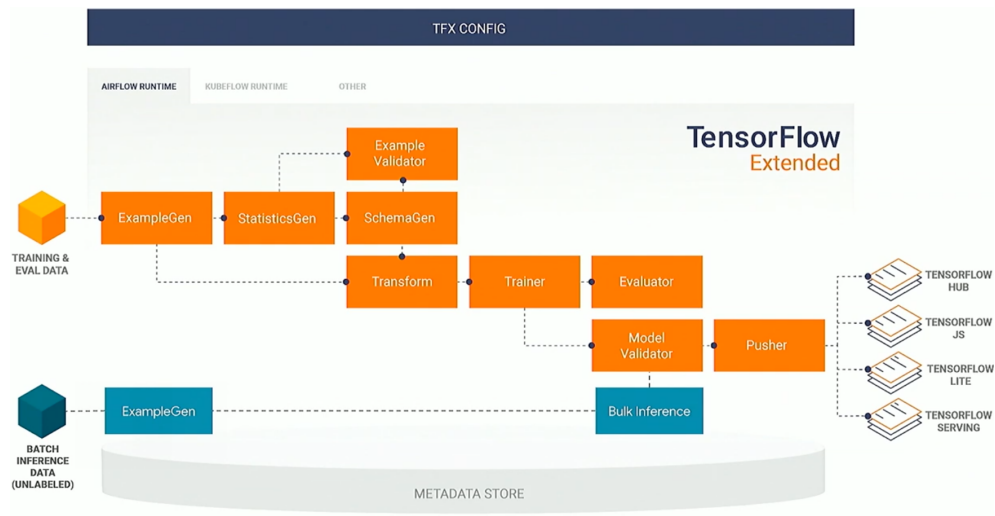 TFX CONFIG
AIRFLOW RUNTIME
KUBEFLOW RUNTIME
OTHER
TensorFlow
Extended
Example
Validator
ExampleGen
StatisticsGen
SchemaGen
TRAINING &
EVAL DATA
Transform
Trainer
Evaluator
TENSORFLOW
HUB
TENSORFLOW
JS
Model
Validator
Pusher
TENSORFLOW
LITE
ExampleGen
Bulk Inference
TENSORFLOW
SERVING
BATCH
INFERENCE
DATA
(UNLABELED)
METADATA STORE